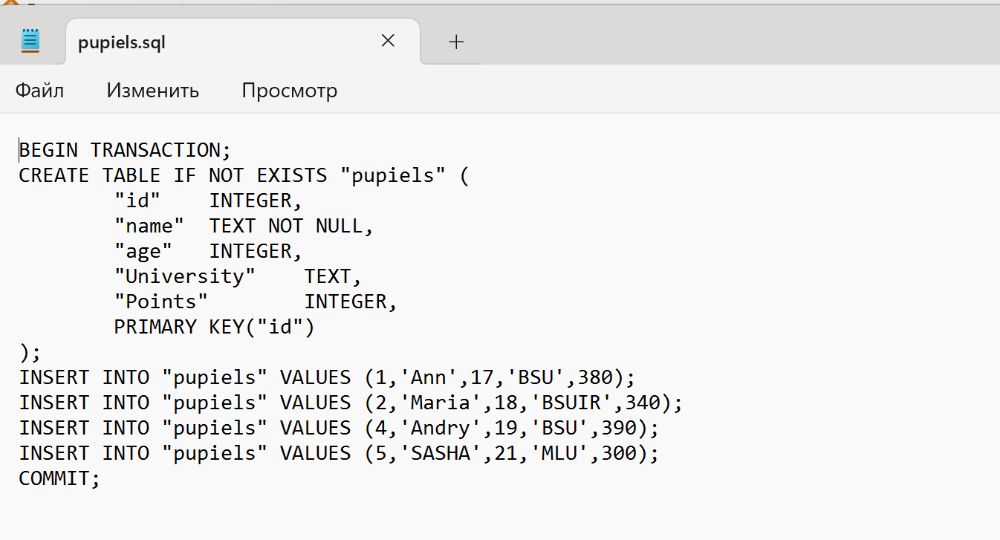 pupiels.sql
Файл Изменить Просмотр
BEGIN TRANSACTION;
CREATE TABLE IF NOT EXISTS "pupiels" (
"id" INTEGER,
"name" TEXT NOT NULL,
"age" INTEGER,
"University" TEXT,
"Points" INTEGER,
PRIMARY KEY("id")
);
INSERT INTO "pupiels" VALUES (1,'Ann',17,'BSU',380);
INSERT INTO "pupiels" VALUES (2,'Maria',18,'BSUIR',340);
INSERT INTO "pupiels" VALUES (4,'Andry',19,'BSU',390);
INSERT INTO "pupiels" VALUES (5,'SASHA',21,'MLU',300);
COMMIT;